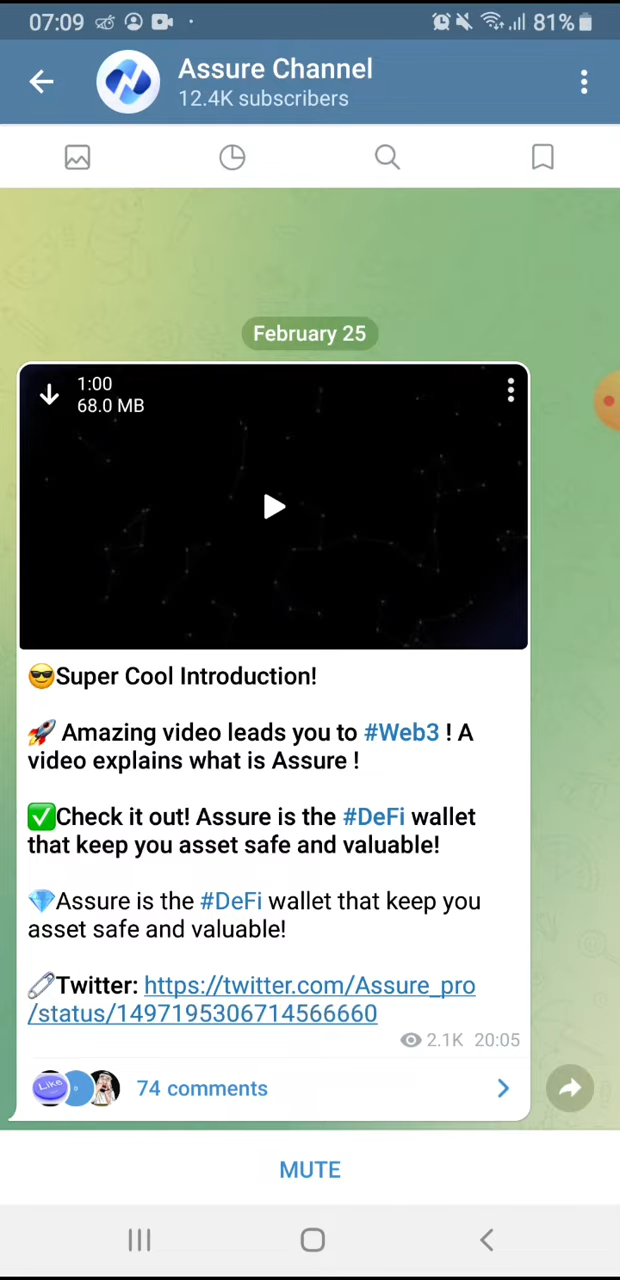 07:09
81%
Assure Channel
12.4K subscribers
February 25
1:00
68.0 MB
😎Super Cool Introduction!
🚀 Amazing video leads you to #Web3 ! A
video explains what is Assure !
✅Check it out! Assure is the #DeFi wallet
that keep you asset safe and valuable!
💎Assure is the #DeFi wallet that keep you
asset safe and valuable!
🧷Twitter: https://twitter.com/Assure_pro
/status/1497195306714566660
2.1K 20:05
Like
74 comments
MUTE